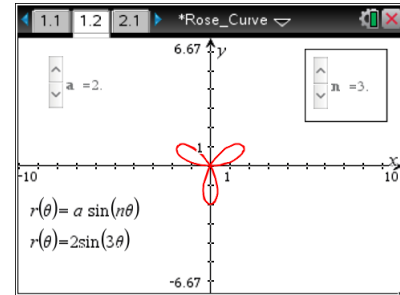 1.1 1.2 2.1 *Rose_Curve
6.67 y
a =2.
n =3.
1
x
-10 1 10
r(θ)= a sin(nθ)
r(θ)=2sin(3θ)
-6.67